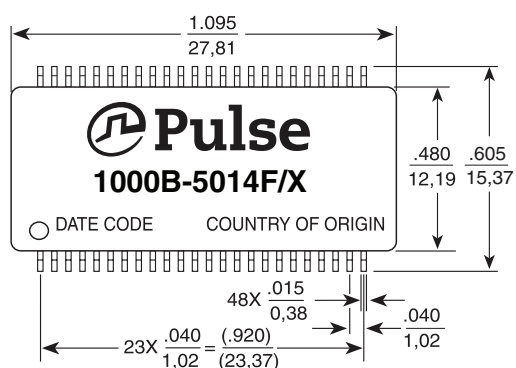 1.095
27,81
Pulse
1000B-5014F/X
.480
12,19
.605
15,37
DATE CODE
COUNTRY OF ORIGIN
48X .015
0,38
.040
1,02
23X .040 = (.920)
1,02 (23,37)